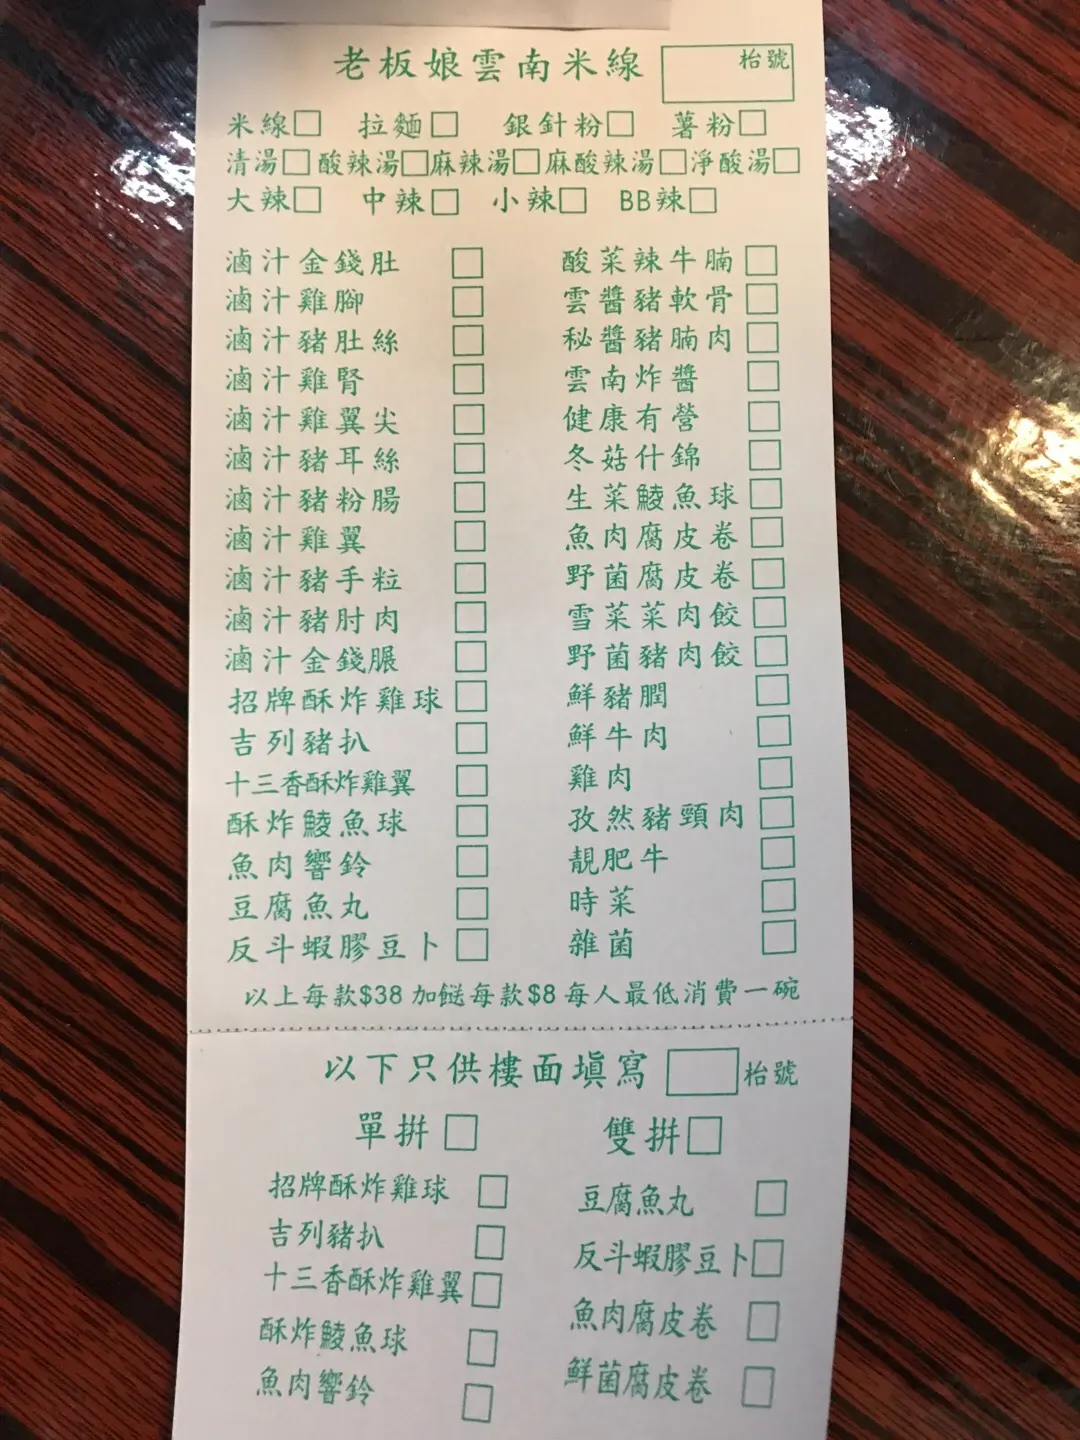 老板娘雲南米線 枱號
米線 拉麵 銀針粉 薯粉
清湯 酸辣湯 麻辣湯 麻酸辣湯 淨酸湯
大辣 中辣 小辣 BB辣
滷汁金錢肚 酸菜辣牛腩
滷汁雞腳 雲醬豬軟骨
滷汁豬肚絲 秘醬豬腩肉
滷汁雞腎 雲南炸醬
滷汁雞翼尖 健康有營
滷汁豬耳絲 冬菇什錦
滷汁豬粉腸 生菜鯪魚球
滷汁雞翼 魚肉腐皮卷
滷汁豬手粒 野菌腐皮卷
滷汁豬肘肉 雪菜菜肉餃
滷汁金錢脤 野菌豬肉餃
招牌酥炸雞球 鮮豬膶
吉列豬扒 鮮牛肉
十三香酥炸雞翼 雞肉
酥炸鯪魚球 孜然豬頸肉
魚肉響鈴 靚肥牛
豆腐魚丸 時菜
反斗蝦膠豆卜 雜菌
以上每款$38 加餸每款$8 每人最低消費一碗
以下只供樓面填寫 枱號
單拼 雙拼
招牌酥炸雞球 豆腐魚丸
吉列豬扒 反斗蝦膠豆卜
十三香酥炸雞翼 魚肉腐皮卷
酥炸鯪魚球 鮮菌腐皮卷
魚肉響鈴